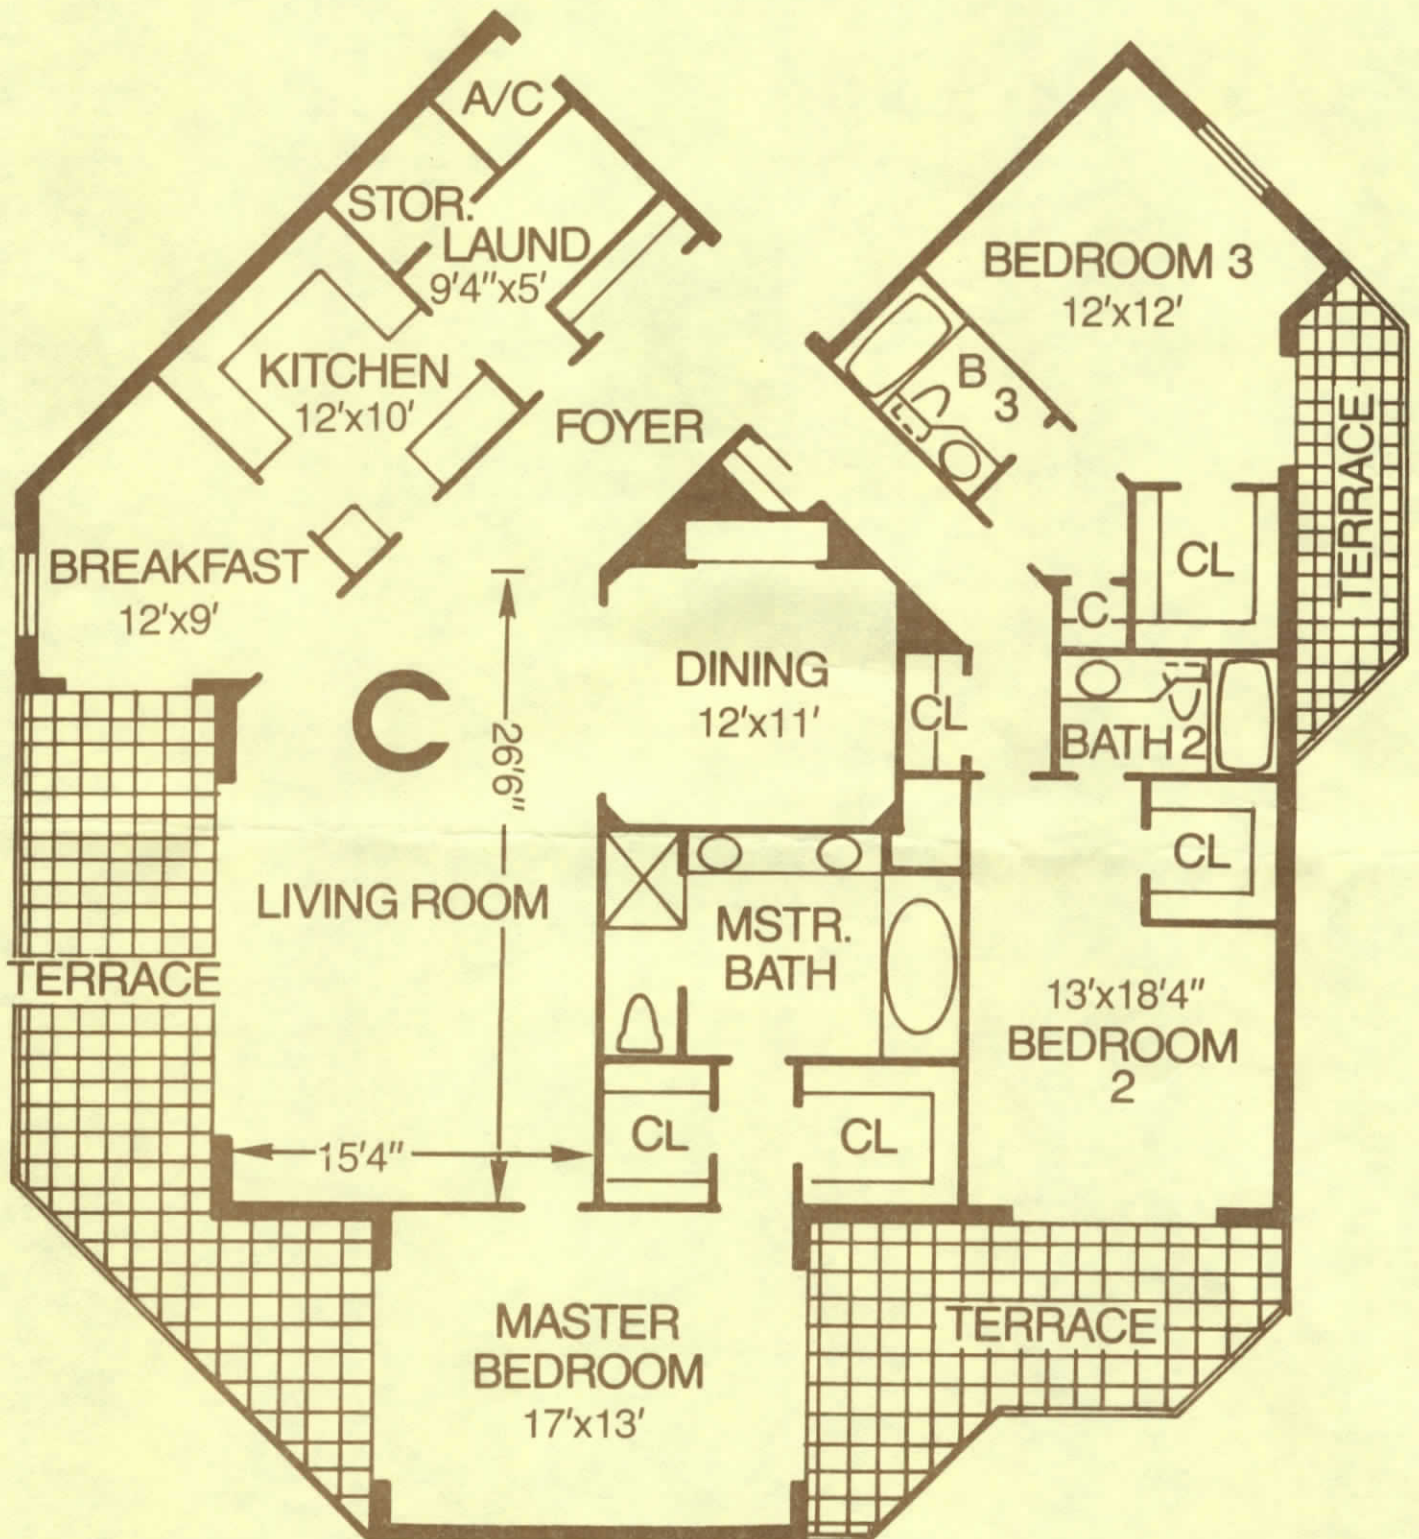 A/C
STOR.
LAUND
9'4"x5'
KITCHEN
12'x10'
FOYER
BREAKFAST
12'x9'
BEDROOM 3
12'x12'
B
3
TERRACE
CL
C
DINING
12'x11'
CL
BATH 2
C
26'6"
CL
LIVING ROOM
MSTR.
BATH
TERRACE
13'x18'4"
BEDROOM
2
15'4"
CL
CL
MASTER
BEDROOM
17'x13'
TERRACE